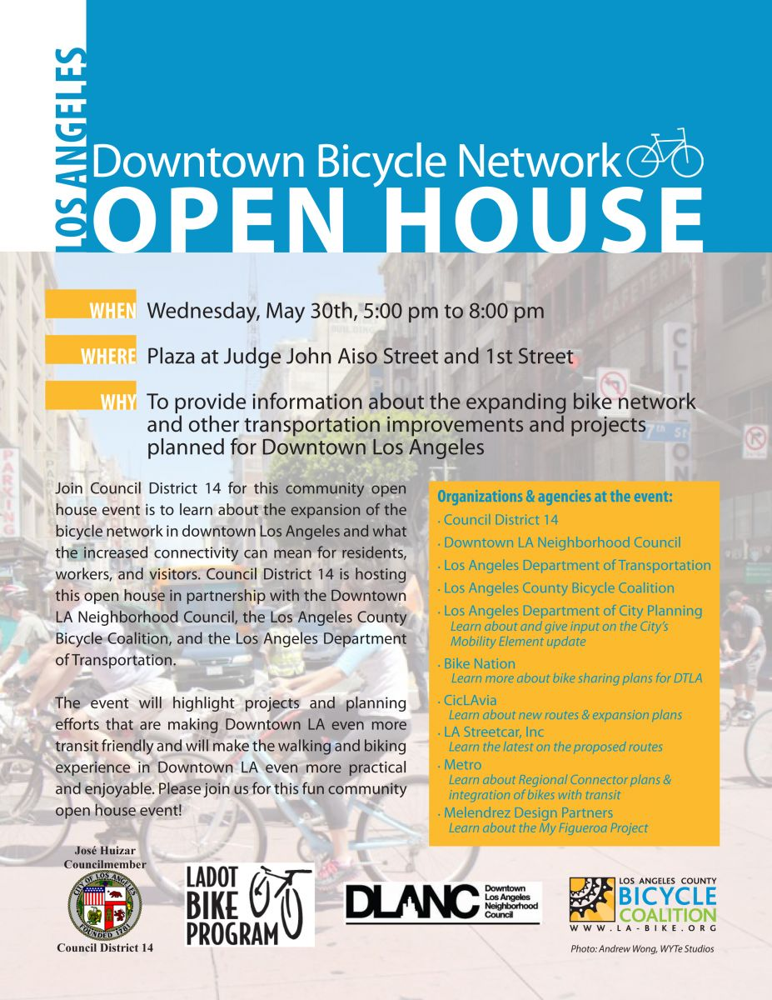 LOS ANGELES
Downtown Bicycle Network
OPEN HOUSE
WHEN Wednesday, May 30th, 5:00 pm to 8:00 pm
WHERE Plaza at Judge John Aiso Street and 1st Street
WHY To provide information about the expanding bike network
and other transportation improvements and projects
planned for Downtown Los Angeles
Join Council District 14 for this community open
house event is to learn about the expansion of the
bicycle network in downtown Los Angeles and what
the increased connectivity can mean for residents,
workers, and visitors. Council District 14 is hosting
this open house in partnership with the Downtown
LA Neighborhood Council, the Los Angeles County
Bicycle Coalition, and the Los Angeles Department
of Transportation.
The event will highlight projects and planning
efforts that are making Downtown LA even more
transit friendly and will make the walking and biking
experience in Downtown LA even more practical
and enjoyable. Please join us for this fun community
open house event!
Organizations & agencies at the event:
· Council District 14
· Downtown LA Neighborhood Council
· Los Angeles Department of Transportation
· Los Angeles County Bicycle Coalition
· Los Angeles Department of City Planning
Learn about and give input on the City's
Mobility Element update
· Bike Nation
Learn more about bike sharing plans for DTLA
· CicLAvia
Learn about new routes & expansion plans
· LA Streetcar, Inc
Learn the latest on the proposed routes
· Metro
Learn about Regional Connector plans &
integration of bikes with transit
· Melendrez Design Partners
Learn about the My Figueroa Project
José Huizar
Councilmember
CITY OF LOS ANGELES
FOUNDED 1781
Council District 14
LADOT
BIKE
PROGRAM
DLANC
Downtown
Los Angeles
Neighborhood
Council
LOS ANGELES COUNTY
BICYCLE
COALITION
WWW.LA-BIKE.ORG
Photo: Andrew Wong, WYTe Studios
CAFETERIA
BUILDING
CLIFTON
7th St
PARKING